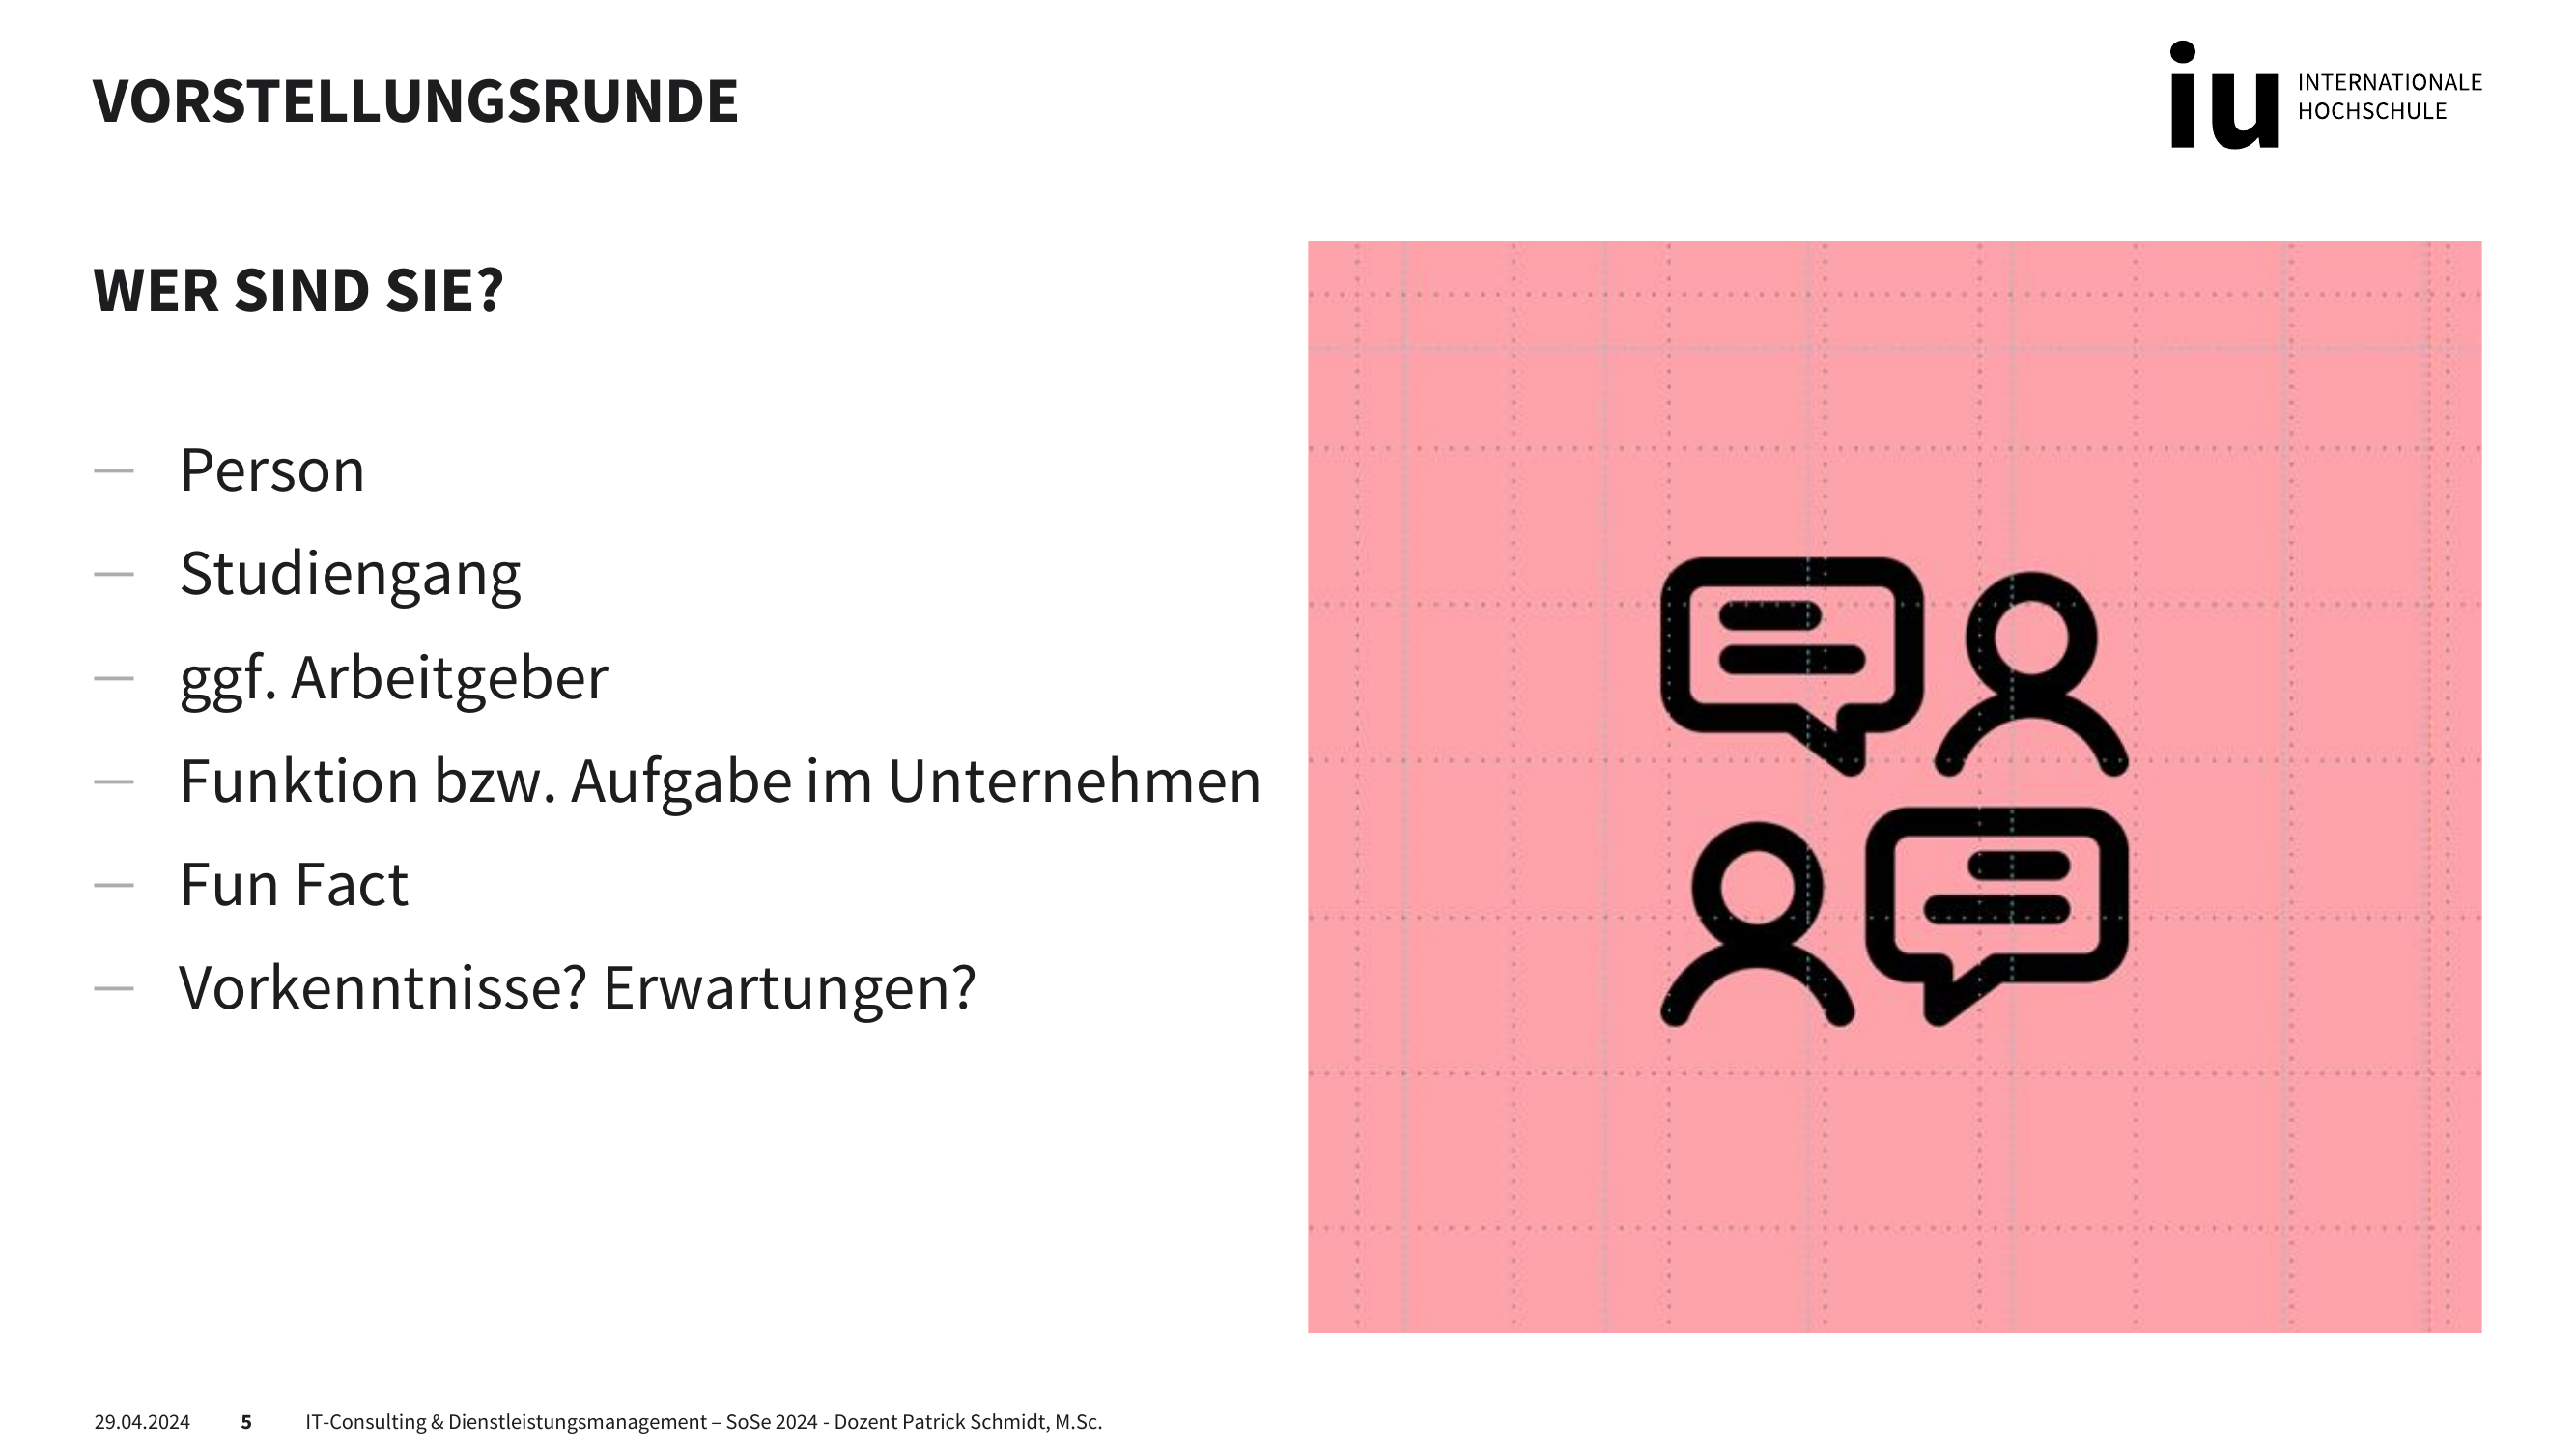 VORSTELLUNGSRUNDE
iu INTERNATIONALE
HOCHSCHULE
WER SIND SIE?
— Person
— Studiengang
— ggf. Arbeitgeber
— Funktion bzw. Aufgabe im Unternehmen
— Fun Fact
— Vorkenntnisse? Erwartungen?
29.04.2024 5 IT-Consulting & Dienstleistungsmanagement – SoSe 2024 - Dozent Patrick Schmidt, M.Sc.